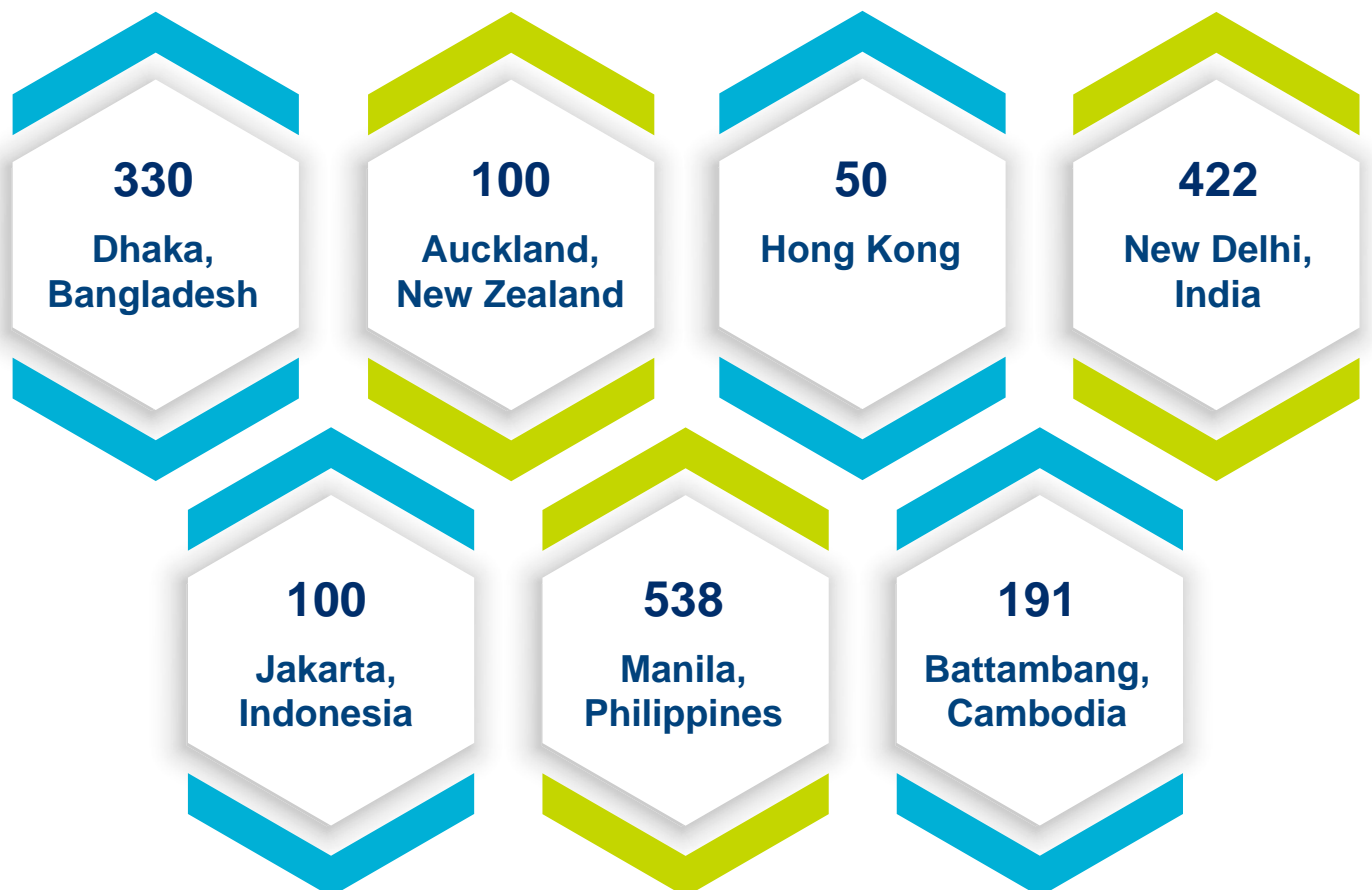 330
Dhaka,
Bangladesh
100
Auckland,
New Zealand
50
Hong Kong
422
New Delhi,
India
100
Jakarta,
Indonesia
538
Manila,
Philippines
191
Battambang,
Cambodia